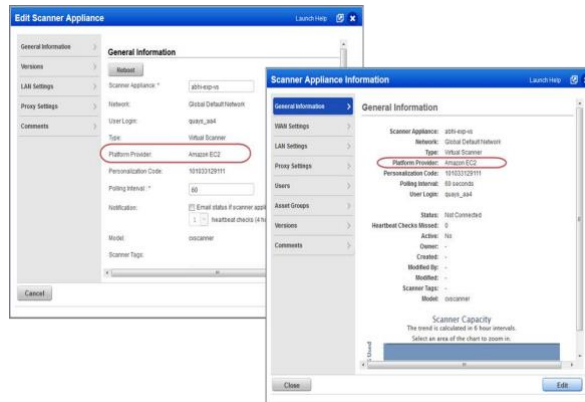 Edit Scanner Appliance
Launch Help
General Information
Versions
LAN Settings
Proxy Settings
Comments
General Information
Reboot
Scanner Appliance: * abhi-exp-vs
Network: Global Default Network
User Login: quays_aa4
Type: Virtual Scanner
Platform Provider: Amazon EC2
Personalization Code: 101033129111
Polling Interval: * 60
Notification: Email status if scanner appli
1 heartbeat checks (4 h
Model: cvscanner
Scanner Tags:
Cancel
Scanner Appliance Information
Launch Help
General Information
WAN Settings
LAN Settings
Proxy Settings
Users
Asset Groups
Versions
Comments
General Information
Scanner Appliance: abhi-exp-vs
Network: Global Default Network
Type: Virtual Scanner
Platform Provider: Amazon EC2
Personalization Code: 101033129111
Polling Interval: 60 seconds
User Login: quays_aa4
Status: Not Connected
Heartbeat Checks Missed: 0
Active: No
Owner: -
Created: -
Modified By: -
Modified: -
Scanner Tags: -
Model: cvscanner
Scanner Capacity
The trend is calculated in 6 hour intervals.
Select an area of the chart to zoom in.
Close
Edit